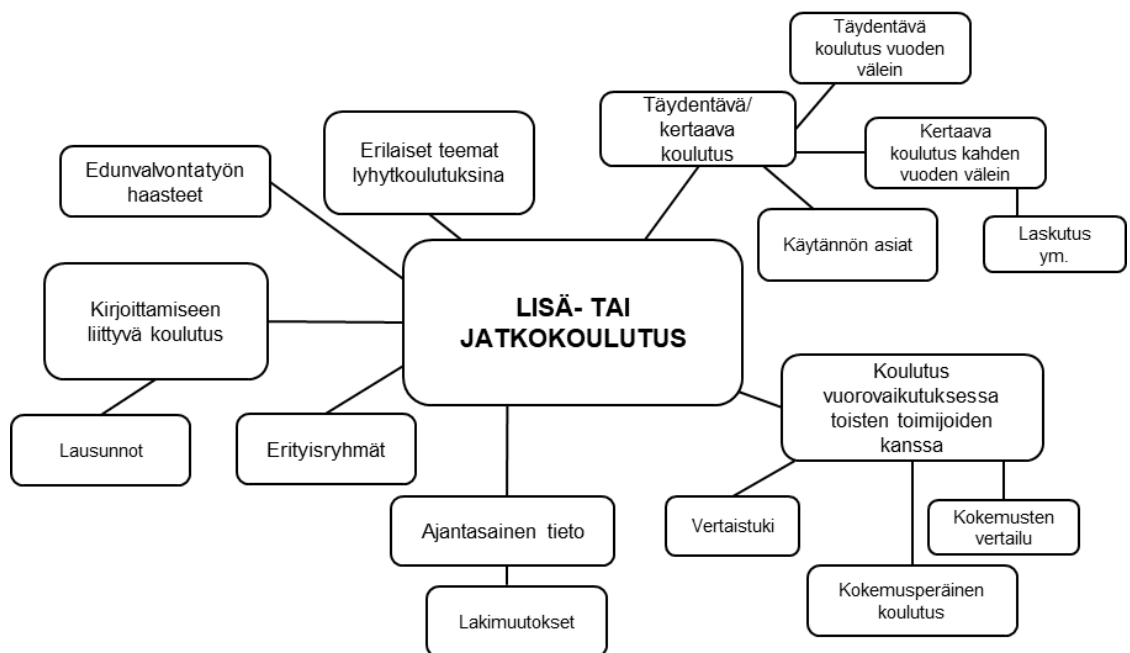 Täydentävä
koulutus vuoden
välein
Täydentävä/
kertaava
koulutus
Kertaava
koulutus kahden
vuoden välein
Erilaiset teemat
lyhytkoulutuksina
Edunvalvontatyön
haasteet
Käytännön asiat
Laskutus
ym.
LISÄ- TAI
JATKOKOULUTUS
Kirjoittamiseen
liittyvä koulutus
Koulutus
vuorovaikutuksessa
toisten toimijoiden
kanssa
Lausunnot
Erityisryhmät
Ajantasainen tieto
Vertaistuki
Kokemusten
vertailu
Kokemusperäinen
koulutus
Lakimuutokset